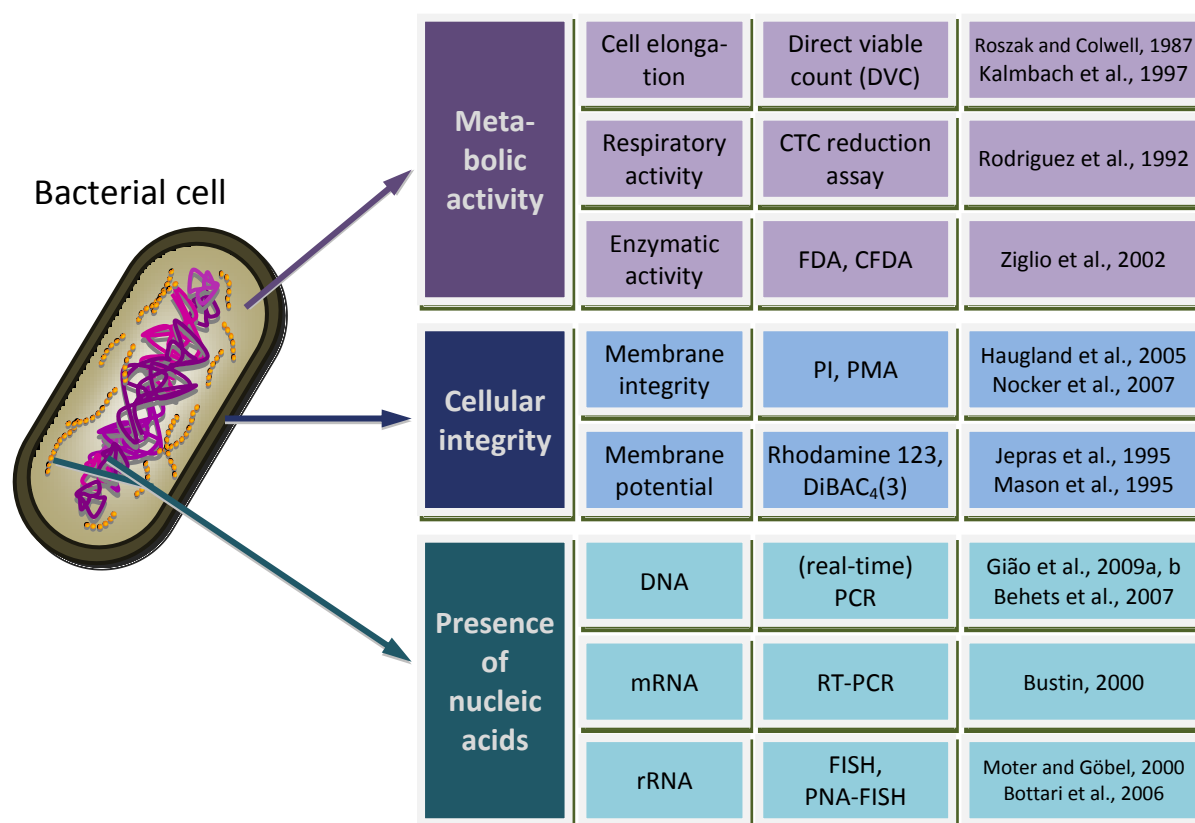 Bacterial cell
Meta-
bolic
activity
Cell elonga-
tion
Direct viable
count (DVC)
Roszak and Colwell, 1987
Kalmbach et al., 1997
Respiratory
activity
CTC reduction
assay
Rodriguez et al., 1992
Enzymatic
activity
FDA, CFDA
Ziglio et al., 2002
Cellular
integrity
Membrane
integrity
PI, PMA
Haugland et al., 2005
Nocker et al., 2007
Membrane
potential
Rhodamine 123,
DiBAC₄(3)
Jepras et al., 1995
Mason et al., 1995
Presence
of
nucleic
acids
DNA
(real-time)
PCR
Gião et al., 2009a, b
Behets et al., 2007
mRNA
RT-PCR
Bustin, 2000
rRNA
FISH,
PNA-FISH
Moter and Göbel, 2000
Bottari et al., 2006